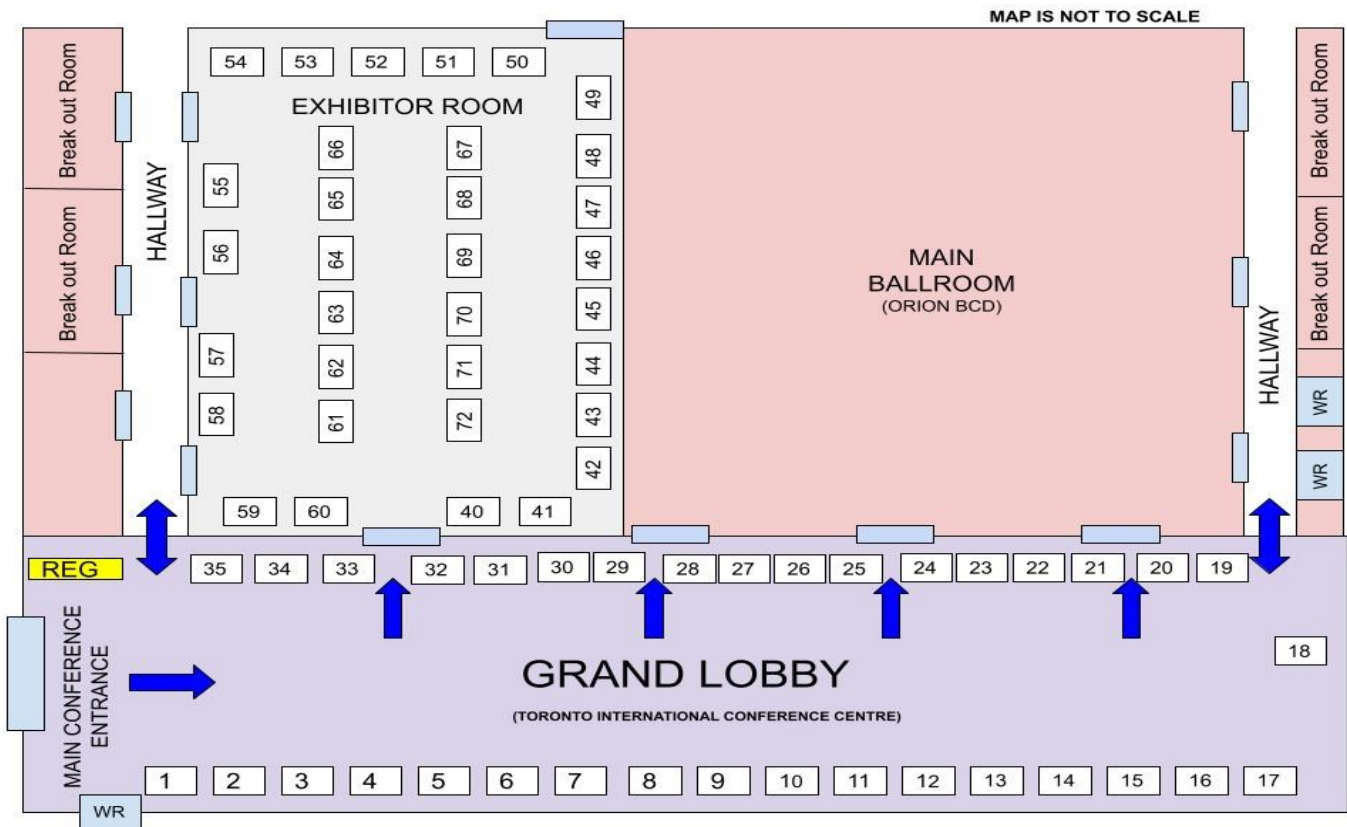 MAP IS NOT TO SCALE
Break out Room
Break out Room
HALLWAY
54 53 52 51 50
EXHIBITOR ROOM
49
66 67
48
55
65 68
47
56
64 69
46
63 70
45
57
62 71
44
58
61 72
43
42
59 60 40 41
MAIN
BALLROOM
(ORION BCD)
HALLWAY
Break out Room
Break out Room
WR
WR
REG
35 34 33 32 31 30 29 28 27 26 25 24 23 22 21 20 19
18
MAIN CONFERENCE
ENTRANCE
GRAND LOBBY
(TORONTO INTERNATIONAL CONFERENCE CENTRE)
1 2 3 4 5 6 7 8 9 10 11 12 13 14 15 16 17
WR